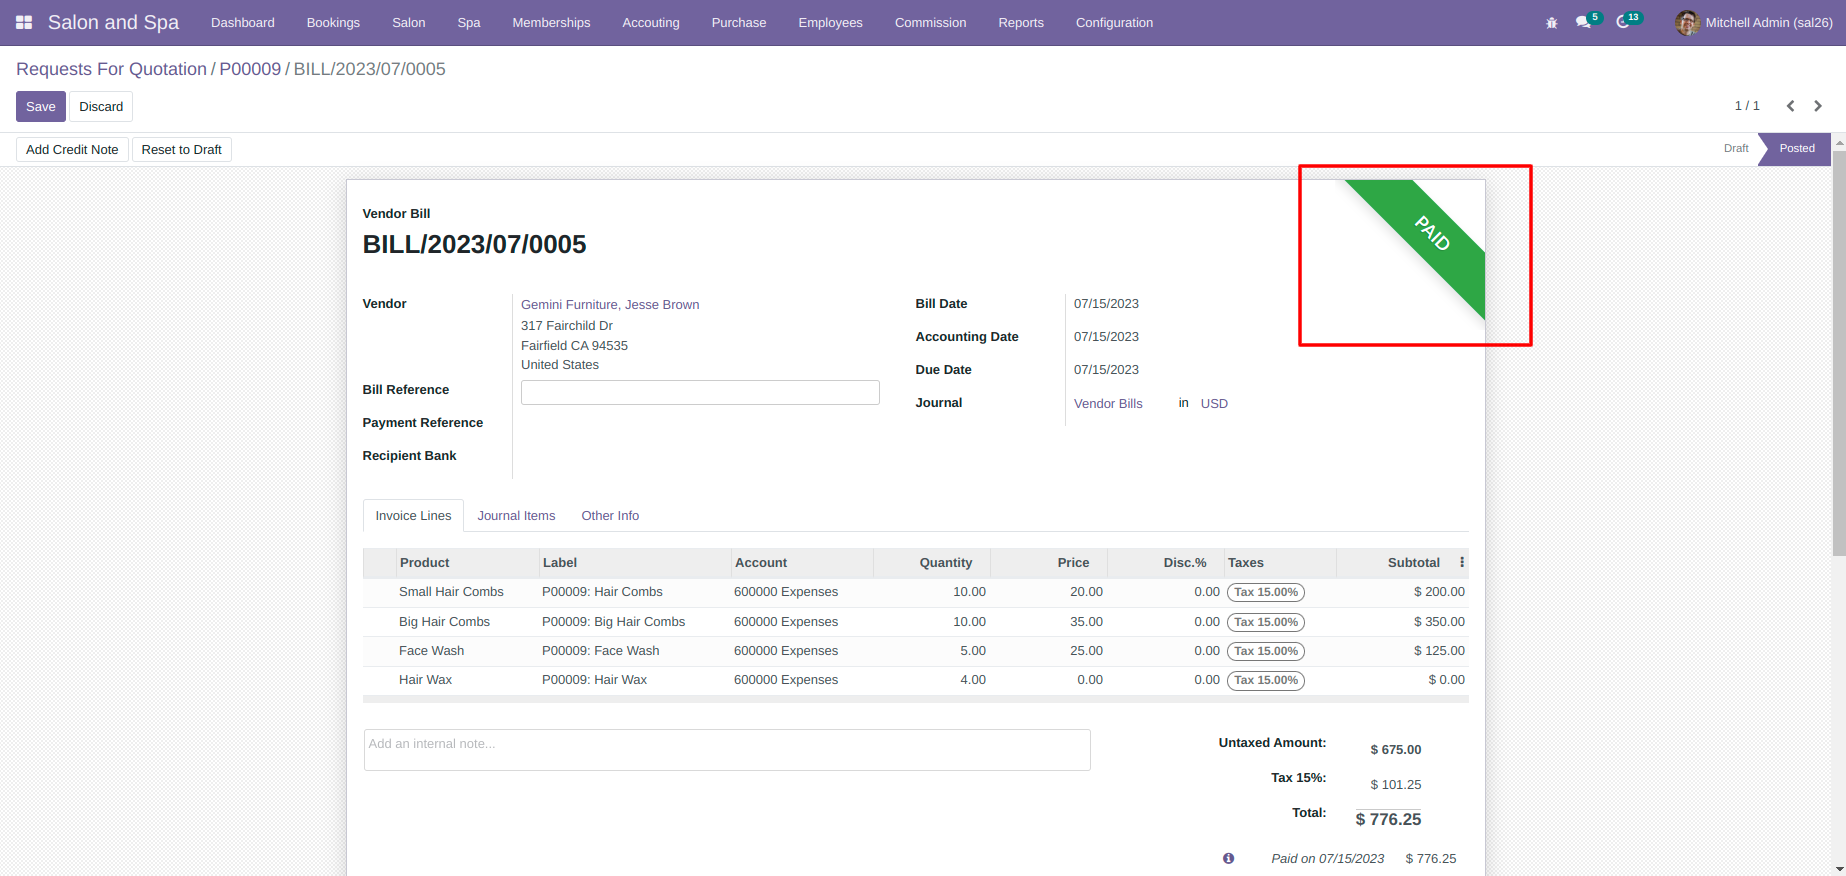 Salon and Spa Dashboard Bookings Salon Spa Memberships Accouting Purchase Employees Commission Reports Configuration 5 13 Mitchell Admin (sal26)
Requests For Quotation / P00009 / BILL/2023/07/0005
Save Discard 1 / 1
Add Credit Note Reset to Draft Draft Posted
PAID
Vendor Bill
BILL/2023/07/0005
Vendor Gemini Furniture, Jesse Brown
317 Fairchild Dr
Fairfield CA 94535
United States
Bill Reference
Payment Reference
Recipient Bank
Bill Date 07/15/2023
Accounting Date 07/15/2023
Due Date 07/15/2023
Journal Vendor Bills in USD
Invoice Lines Journal Items Other Info
Product Label Account Quantity Price Disc.% Taxes Subtotal
Small Hair Combs P00009: Hair Combs 600000 Expenses 10.00 20.00 0.00 Tax 15.00% $ 200.00
Big Hair Combs P00009: Big Hair Combs 600000 Expenses 10.00 35.00 0.00 Tax 15.00% $ 350.00
Face Wash P00009: Face Wash 600000 Expenses 5.00 25.00 0.00 Tax 15.00% $ 125.00
Hair Wax P00009: Hair Wax 600000 Expenses 4.00 0.00 0.00 Tax 15.00% $ 0.00
Add an internal note...
Untaxed Amount: $ 675.00
Tax 15%: $ 101.25
Total: $ 776.25
Paid on 07/15/2023 $ 776.25